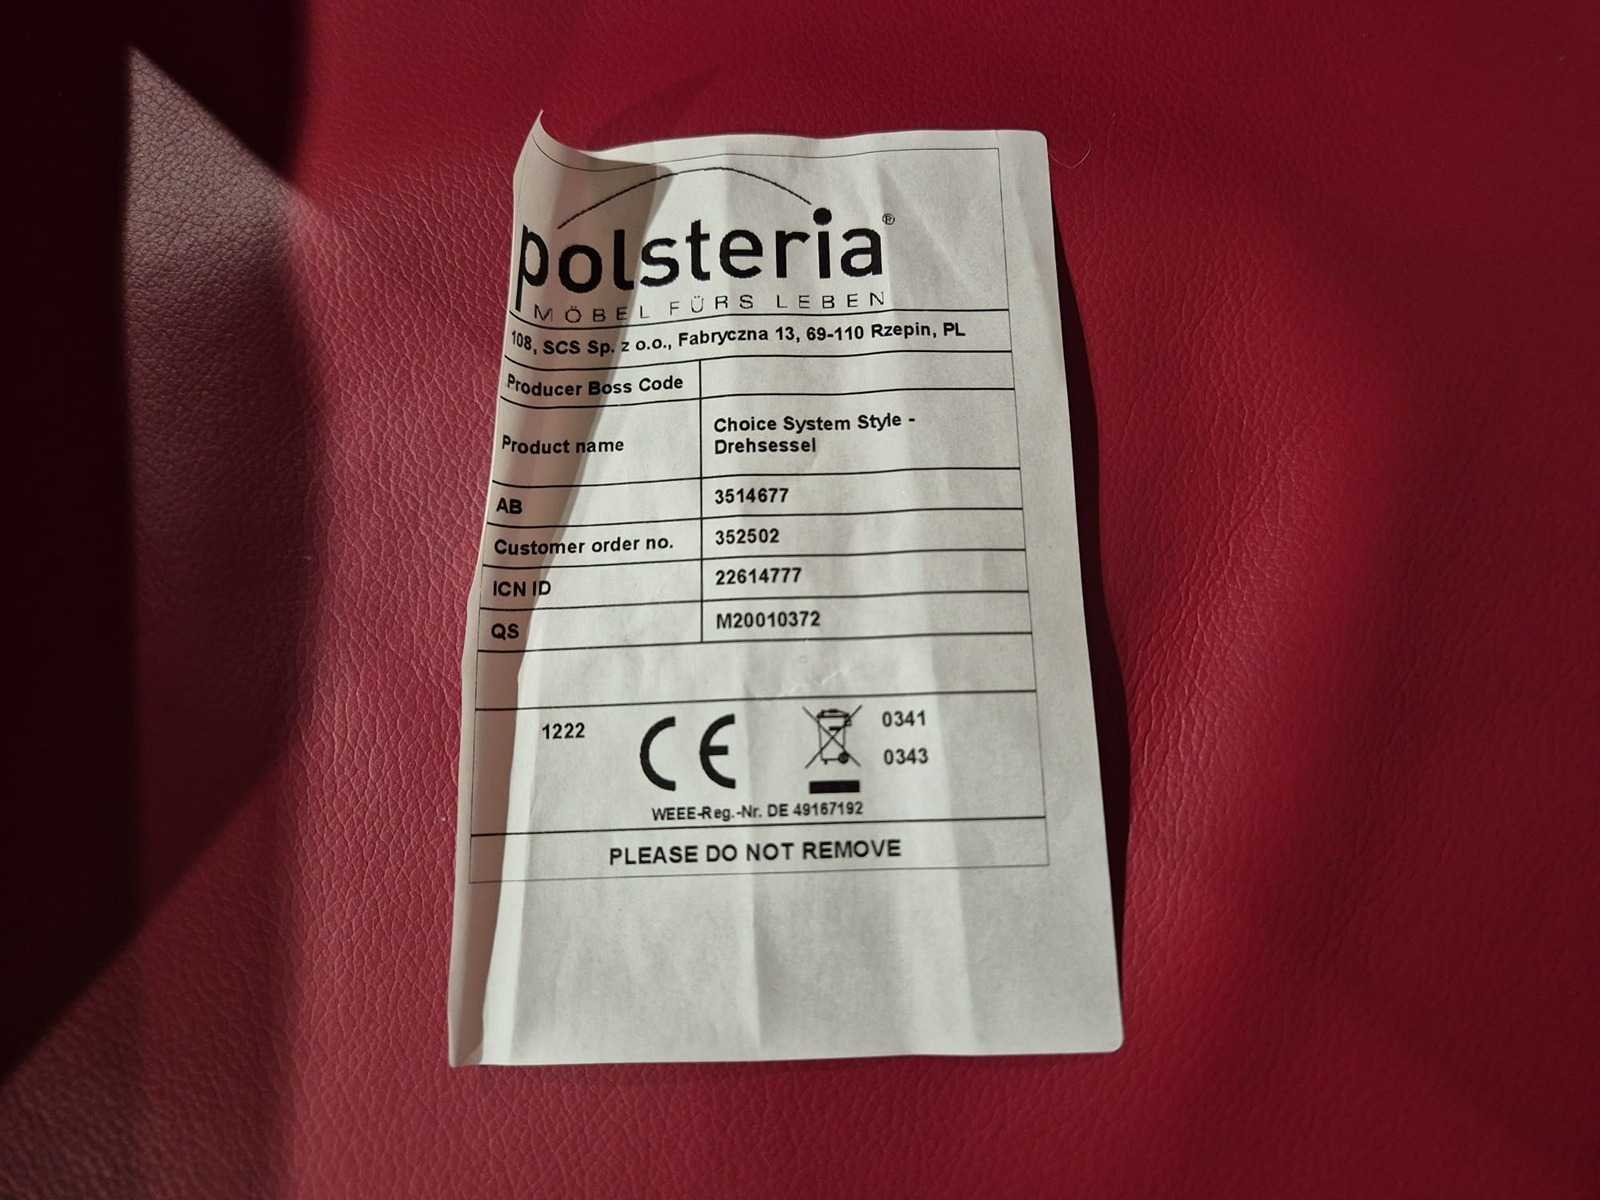 polsteria®
MÖBEL FÜRS LEBEN
108, SCS Sp. z o.o., Fabryczna 13, 69-110 Rzepin, PL
Producer Boss Code
Product name Choice System Style -
Drehsessel
AB 3514677
Customer order no. 352502
ICN ID 22614777
QS M20010372
1222 CE 0341
0343
WEEE-Reg.-Nr. DE 49167192
PLEASE DO NOT REMOVE